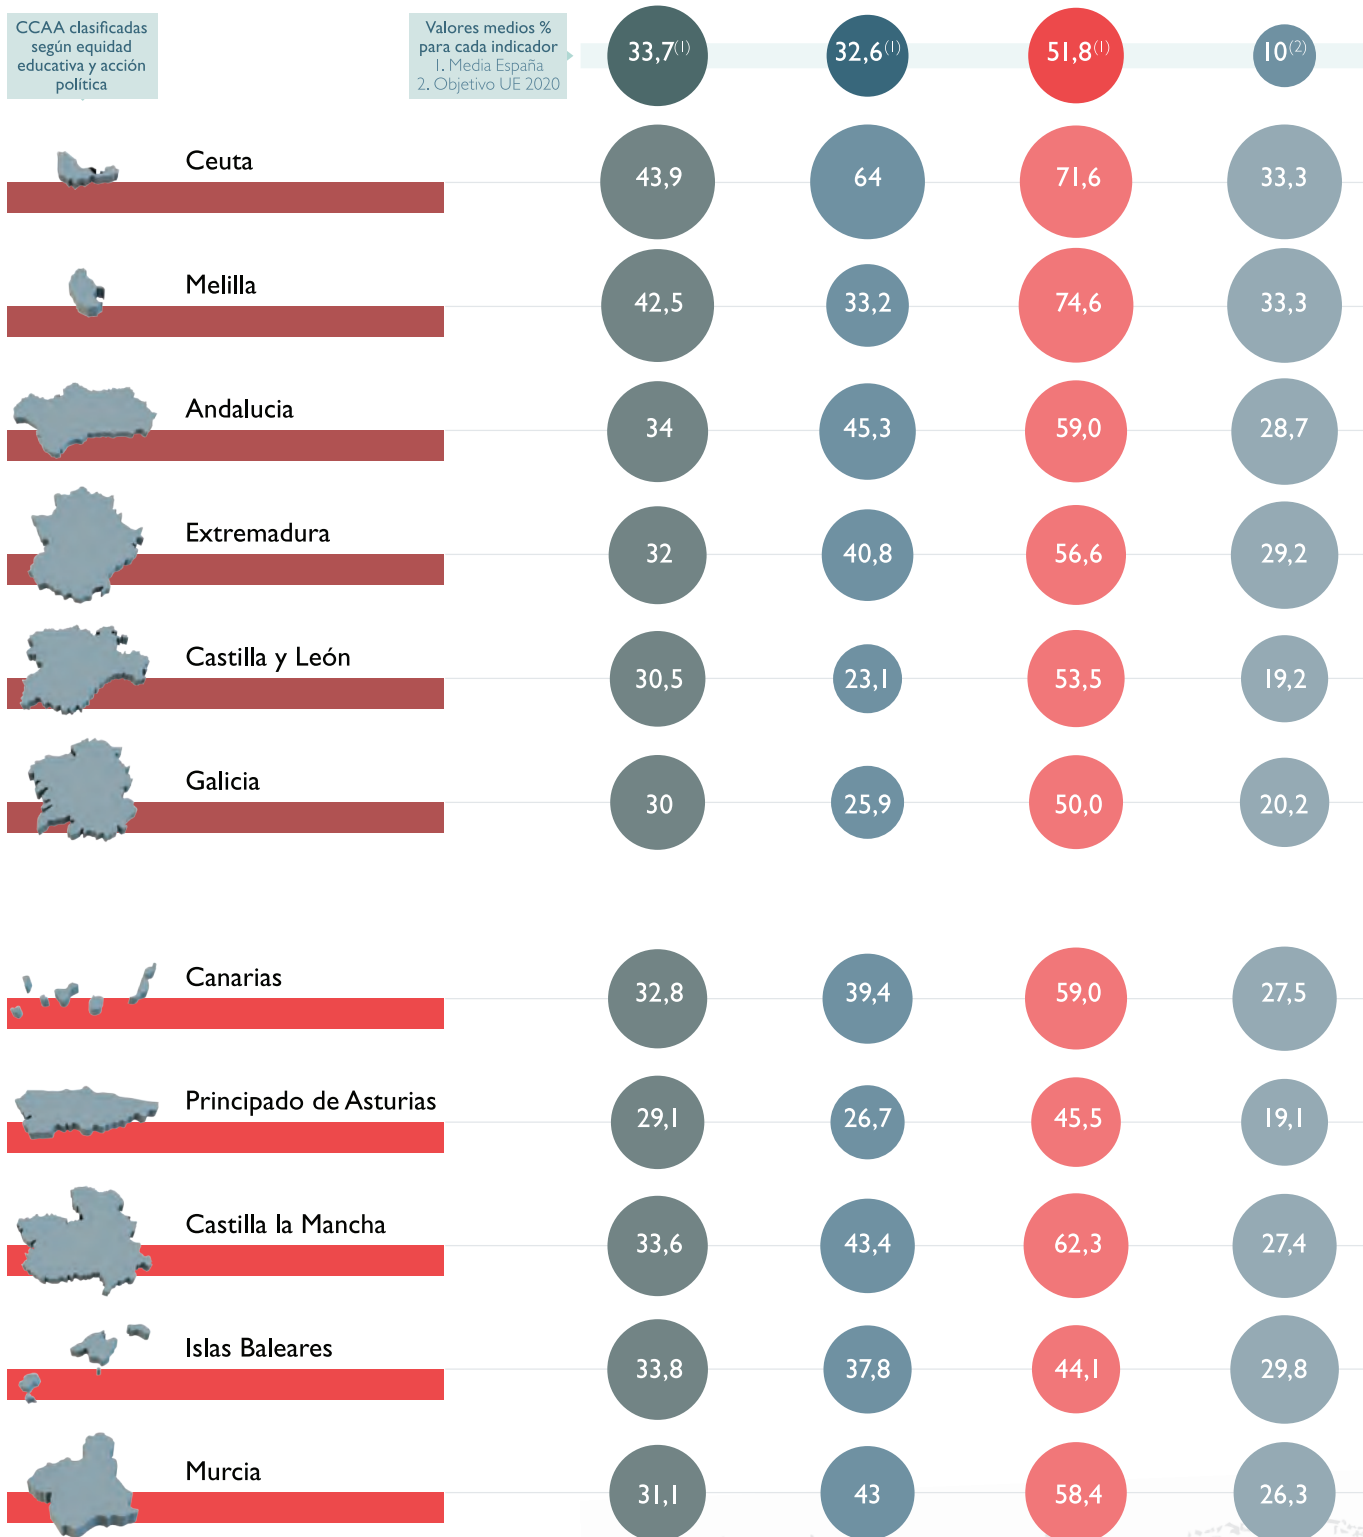 CCAA clasificadas
según equidad
educativa y acción
política
Valores medios %
para cada indicador
1. Media España
2. Objetivo UE 2020
33,7(1) 32,6(1) 51,8(1) 10(2)
Ceuta
43,9 64 71,6 33,3
Melilla
42,5 33,2 74,6 33,3
Andalucia
34 45,3 59,0 28,7
Extremadura
32 40,8 56,6 29,2
Castilla y León
30,5 23,1 53,5 19,2
Galicia
30 25,9 50,0 20,2
Canarias
32,8 39,4 59,0 27,5
Principado de Asturias
29,1 26,7 45,5 19,1
Castilla la Mancha
33,6 43,4 62,3 27,4
Islas Baleares
33,8 37,8 44,1 29,8
Murcia
31,1 43 58,4 26,3